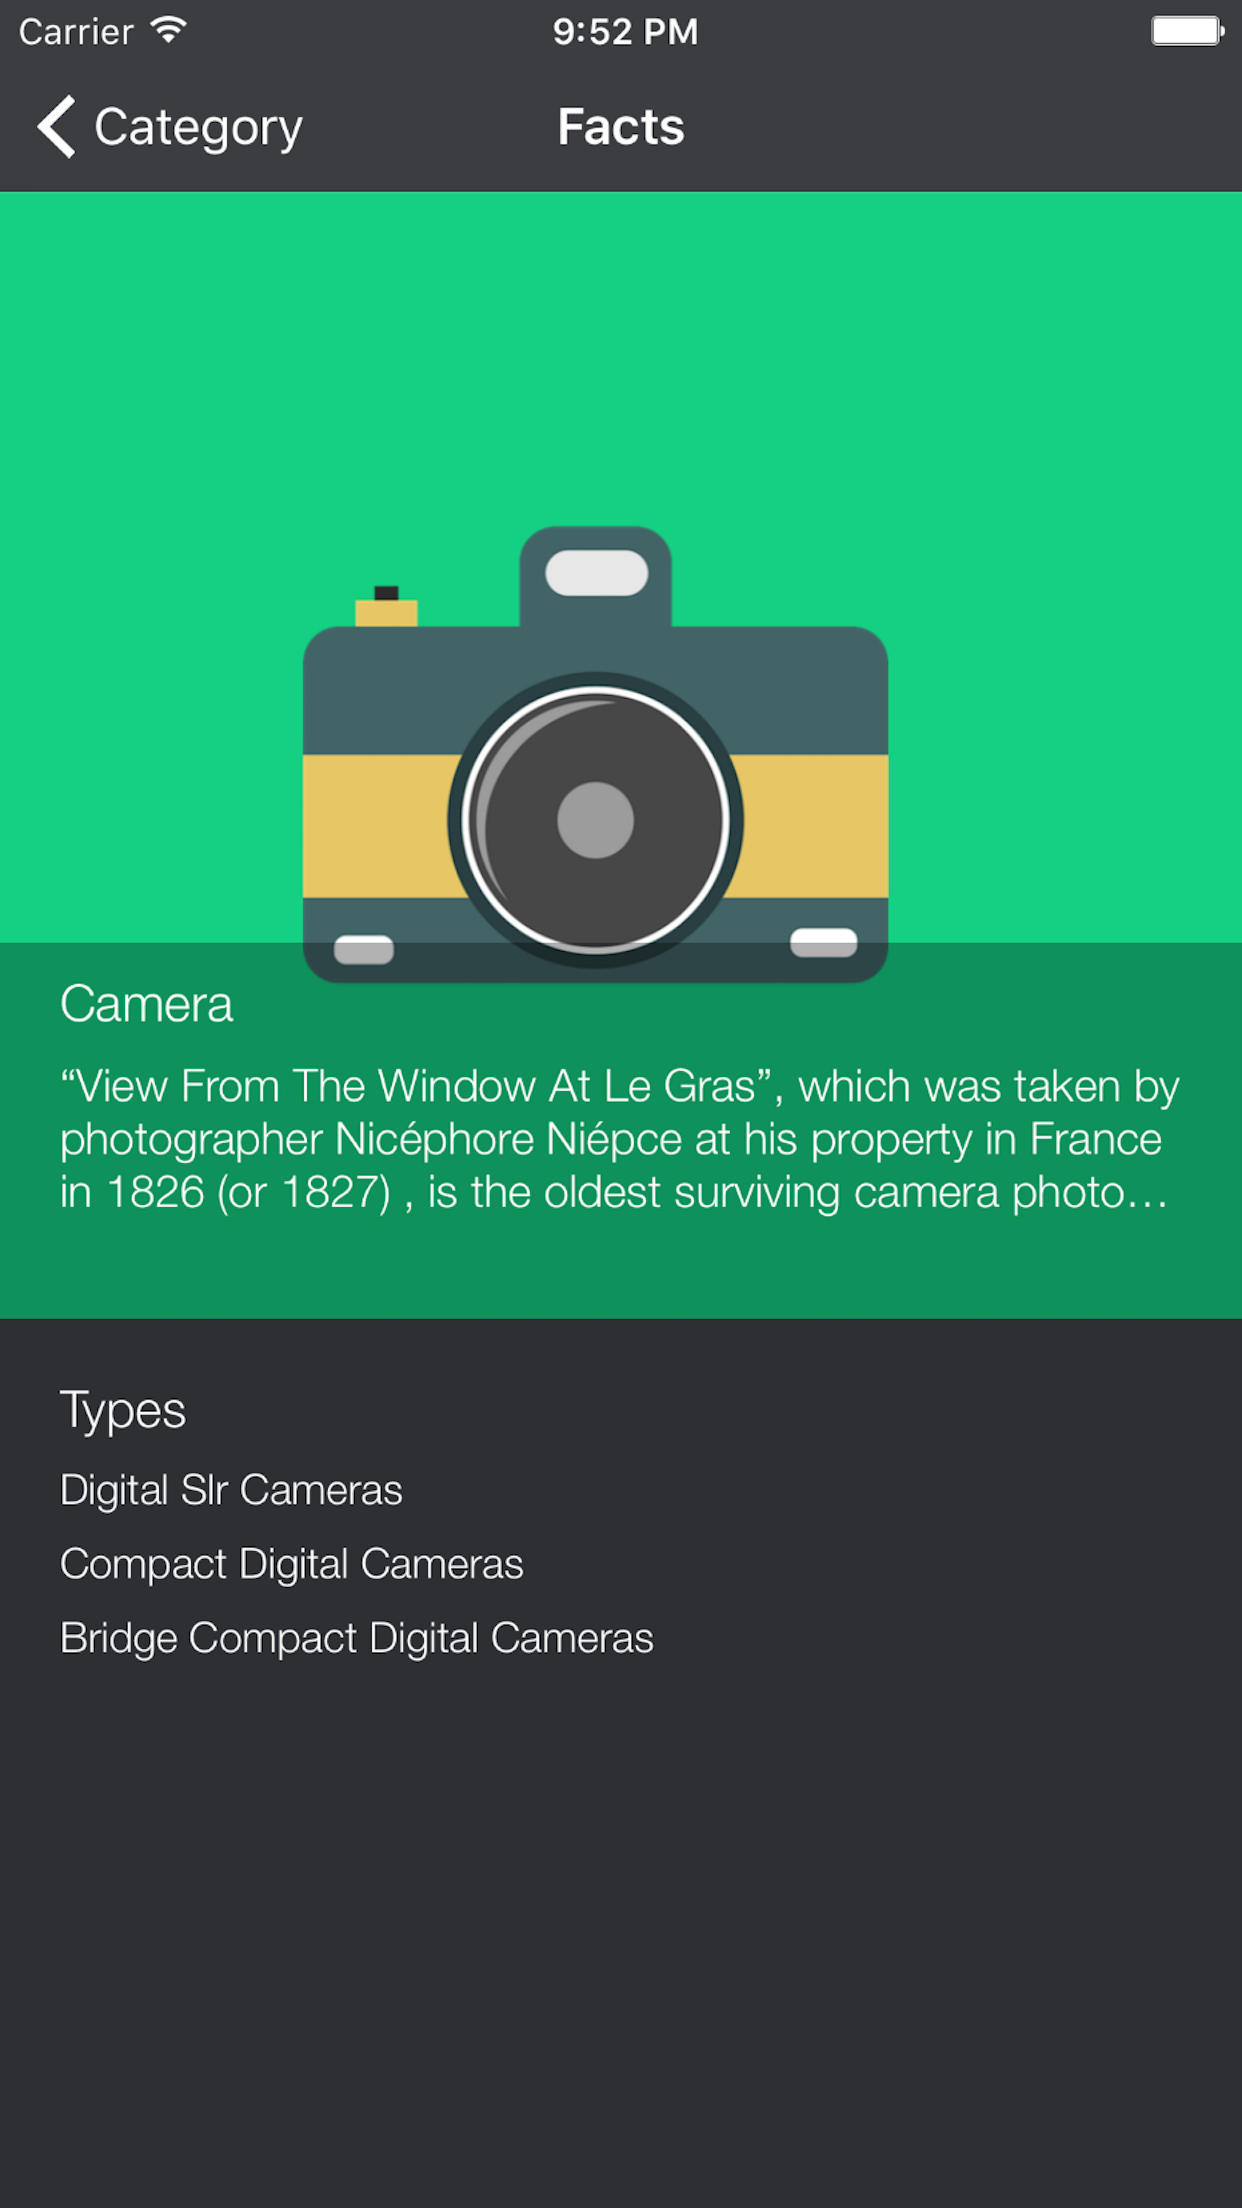 Carrier 9:52 PM
Category Facts
Camera
“View From The Window At Le Gras”, which was taken by
photographer Nicéphore Niépce at his property in France
in 1826 (or 1827) , is the oldest surviving camera photo…
Types
Digital Slr Cameras
Compact Digital Cameras
Bridge Compact Digital Cameras